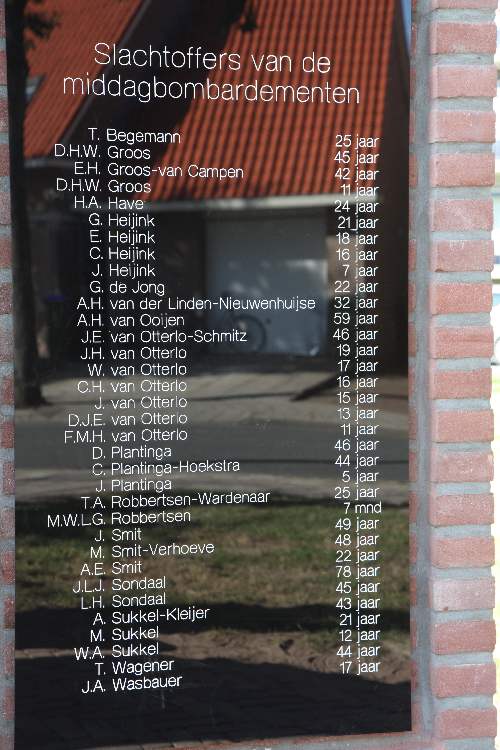 Slachtoffers van de
middagbombardementen
T. Begemann 25 jaar
D.H.W. Groos 45 jaar
E.H. Groos-van Campen 42 jaar
D.H.W. Groos 11 jaar
H.A. Have 24 jaar
G. Heijink 21 jaar
E. Heijink 18 jaar
C. Heijink 16 jaar
J. Heijink 7 jaar
G. de Jong 22 jaar
A.H. van der Linden-Nieuwenhuijse 32 jaar
A.H. van Ooijen 59 jaar
J.E. van Otterlo-Schmitz 46 jaar
J.H. van Otterlo 19 jaar
W. van Otterlo 17 jaar
C.H. van Otterlo 16 jaar
J. van Otterlo 15 jaar
D.J.E. van Otterlo 13 jaar
F.M.H. van Otterlo 11 jaar
D. Plantinga 46 jaar
C. Plantinga-Hoekstra 44 jaar
J. Plantinga 5 jaar
T.A. Robbertsen-Wardenaar 25 jaar
M.W.L.G. Robbertsen 7 mnd
J. Smit 49 jaar
M. Smit-Verhoeve 48 jaar
A.E. Smit 22 jaar
J.L.J. Sondaal 78 jaar
L.H. Sondaal 45 jaar
A. Sukkel-Kleijer 43 jaar
M. Sukkel 21 jaar
W.A. Sukkel 12 jaar
T. Wagener 44 jaar
J.A. Wasbauer 17 jaar